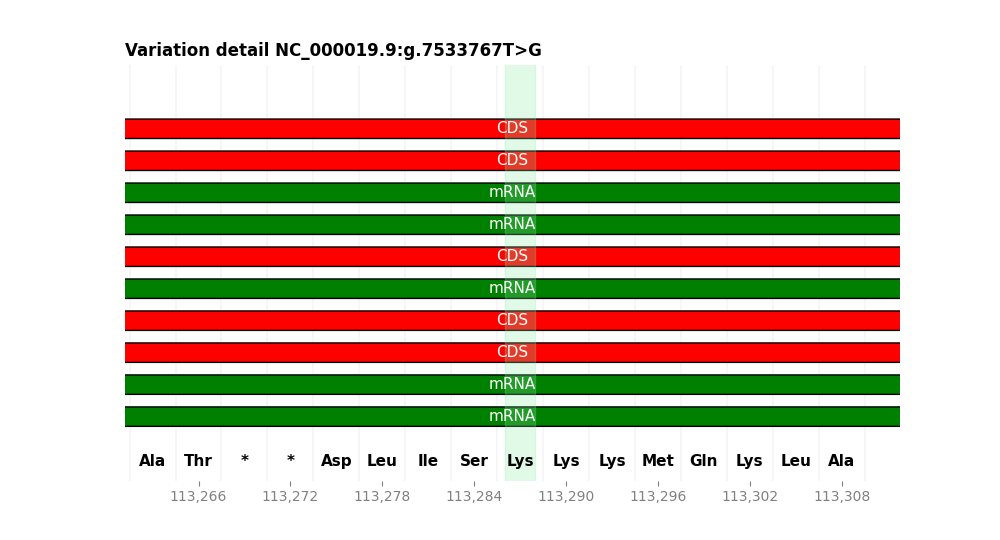 Variation detail NC_000019.9:g.7533767T>G
CDS
CDS
mRNA
mRNA
CDS
mRNA
CDS
CDS
mRNA
mRNA
Ala Thr * * Asp Leu Ile Ser Lys Lys Lys Met Gln Lys Leu Ala
113,266 113,272 113,278 113,284 113,290 113,296 113,302 113,308